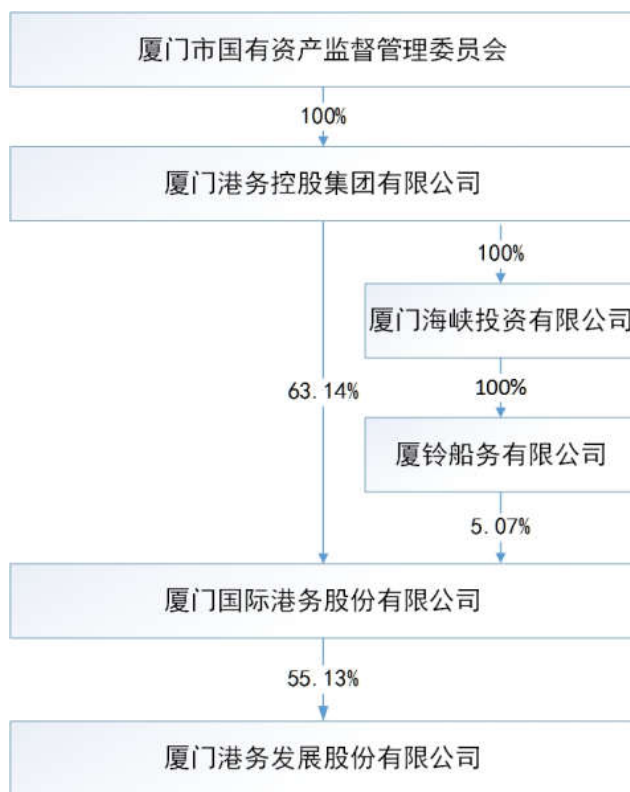 厦门市国有资产监督管理委员会
100%
厦门港务控股集团有限公司
100%
厦门海峡投资有限公司
63.14%
100%
厦铃船务有限公司
5.07%
厦门国际港务股份有限公司
55.13%
厦门港务发展股份有限公司